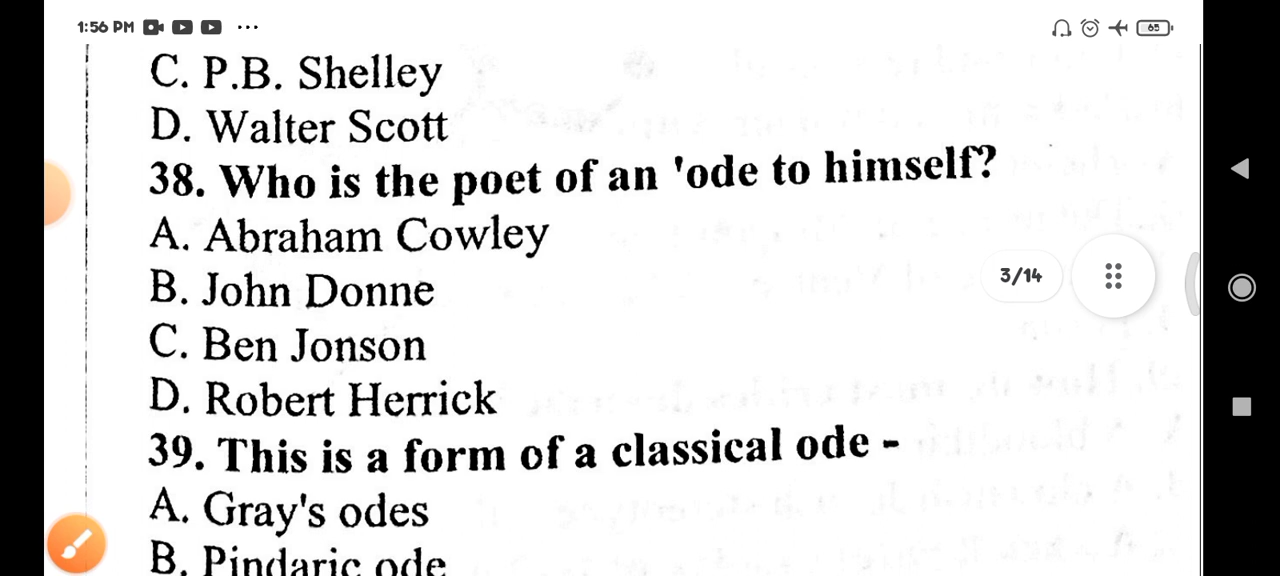 1:56 PM ...
65
C. P.B. Shelley
D. Walter Scott
38. Who is the poet of an 'ode to himself?
A. Abraham Cowley
B. John Donne
3/14
C. Ben Jonson
D. Robert Herrick
39. This is a form of a classical ode -
A. Gray's odes
B. Pindaric ode